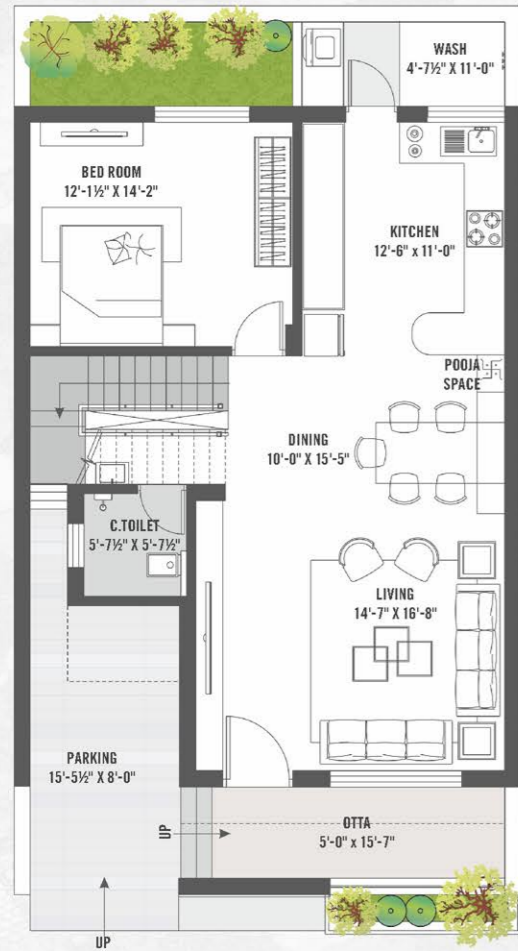 WASH
4'-7½" X 11'-0"
BED ROOM
12'-1½" X 14'-2"
KITCHEN
12'-6" X 11'-0"
POOJA
SPACE
DINING
10'-0" X 15'-5"
C.TOILET
5'-7½" X 5'-7½"
LIVING
14'-7" X 16'-8"
PARKING
15'-5½" X 8'-0"
UP
OTTA
5'-0" x 15'-7"
UP